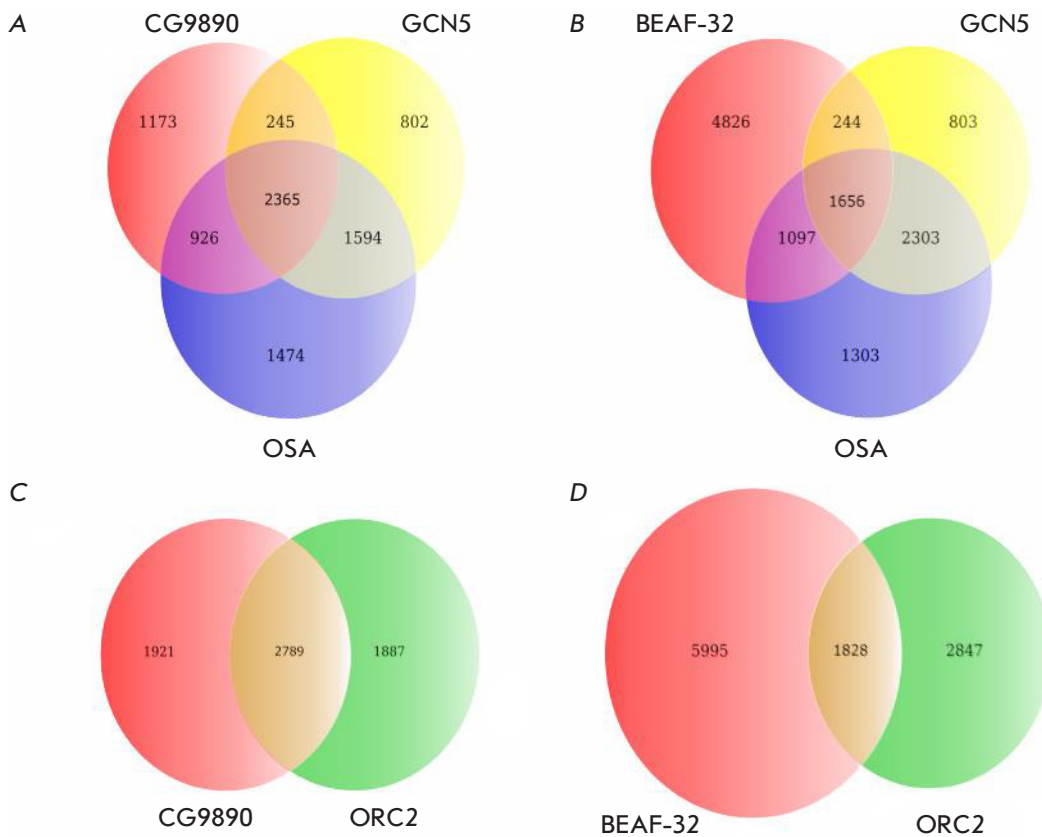 A
CG9890
GCN5
1173
245
802
2365
926
1594
1474
OSA
B
BEAF-32
GCN5
4826
244
803
1656
1097
2303
1303
OSA
C
1921
2789
1887
CG9890
ORC2
D
5995
1828
2847
BEAF-32
ORC2